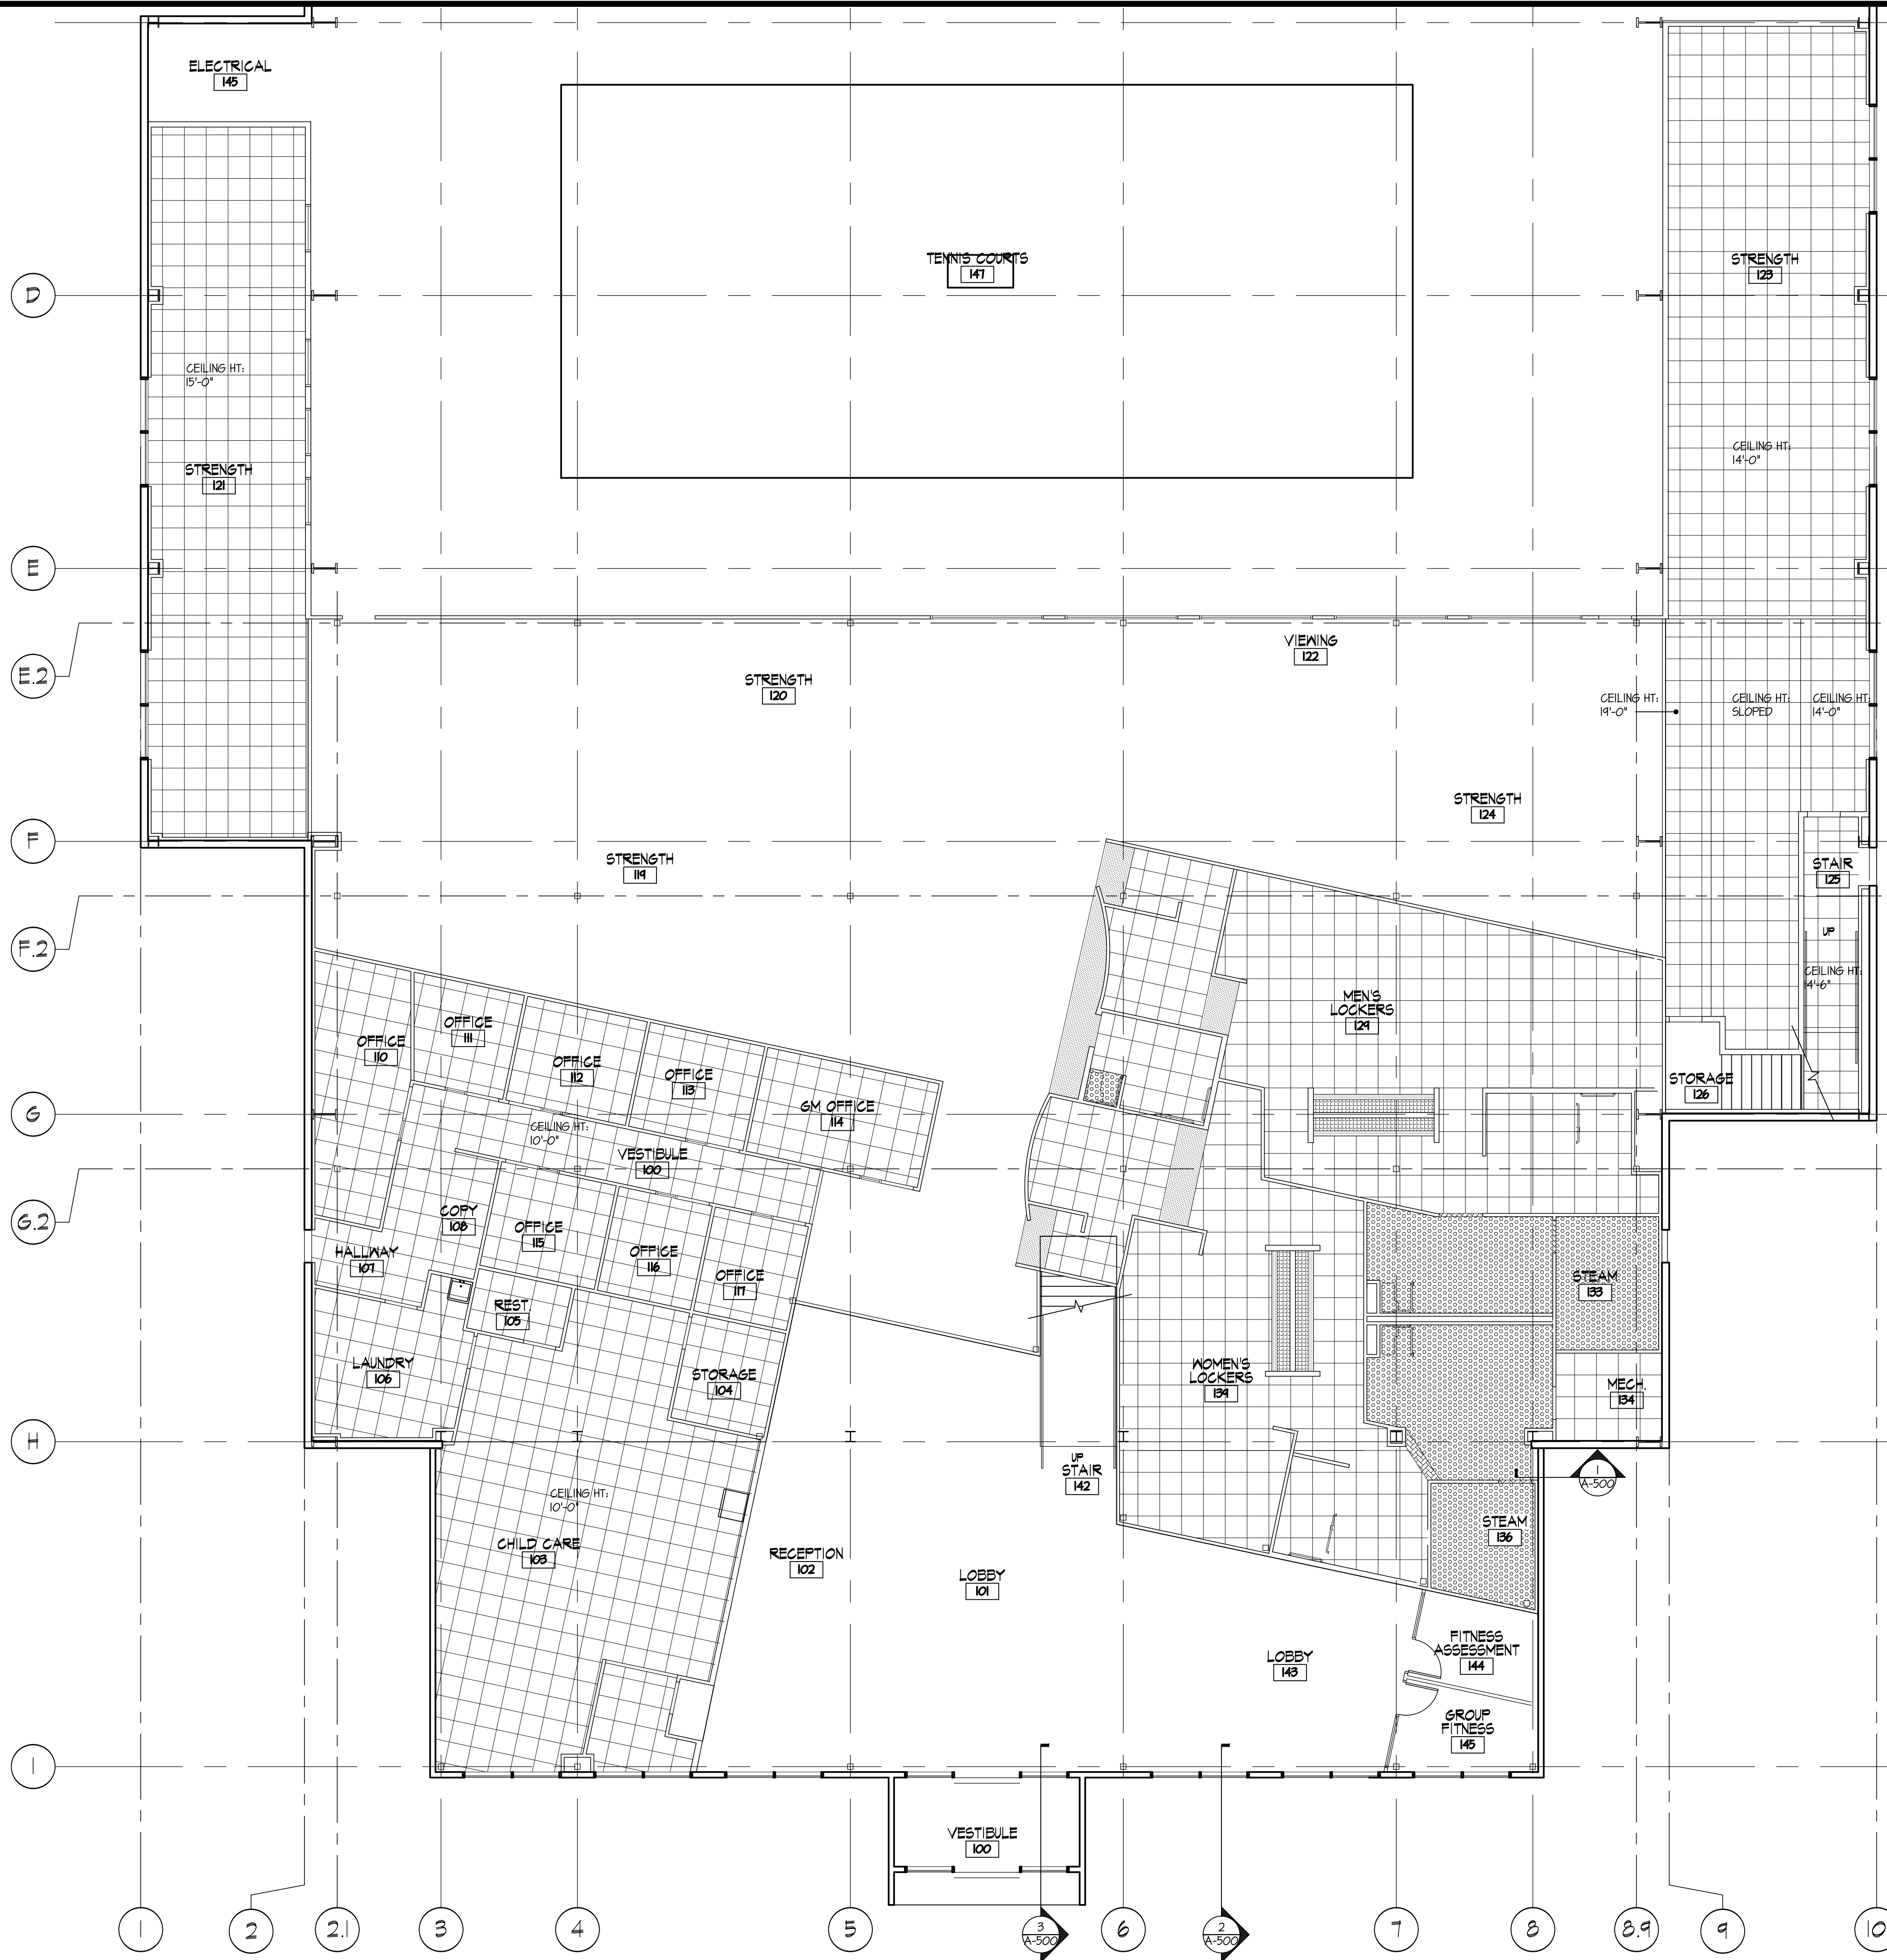 ELECTRICAL
145
TENNIS COURTS
147
STRENGTH
123
D
CEILING HT:
15'-0"
CEILING HT:
14'-0"
STRENGTH
121
E
VIEWING
122
E.2
STRENGTH
120
CEILING HT:
19'-0"
CEILING HT:
SLOPED
CEILING HT:
14'-0"
STRENGTH
124
F
STRENGTH
119
STAIR
125
UP
F.2
CEILING HT:
14'-6"
MEN'S
LOCKERS
129
OFFICE
110
OFFICE
111
OFFICE
112
OFFICE
113
GM OFFICE
114
STORAGE
126
G
CEILING HT:
10'-0"
VESTIBULE
100
G.2
COPY
108
HALLWAY
107
OFFICE
115
OFFICE
116
OFFICE
117
STEAM
133
REST.
105
LAUNDRY
106
STORAGE
104
WOMEN'S
LOCKERS
139
MECH.
134
H
UP
STAIR
142
1
A-500
CEILING HT:
10'-0"
CHILD CARE
103
RECEPTION
102
LOBBY
101
STEAM
136
LOBBY
143
FITNESS
ASSESSMENT
144
GROUP
FITNESS
145
I
VESTIBULE
100
1
2
2.1
3
4
5
3
A-500
6
2
A-500
7
8
8.9
9
10